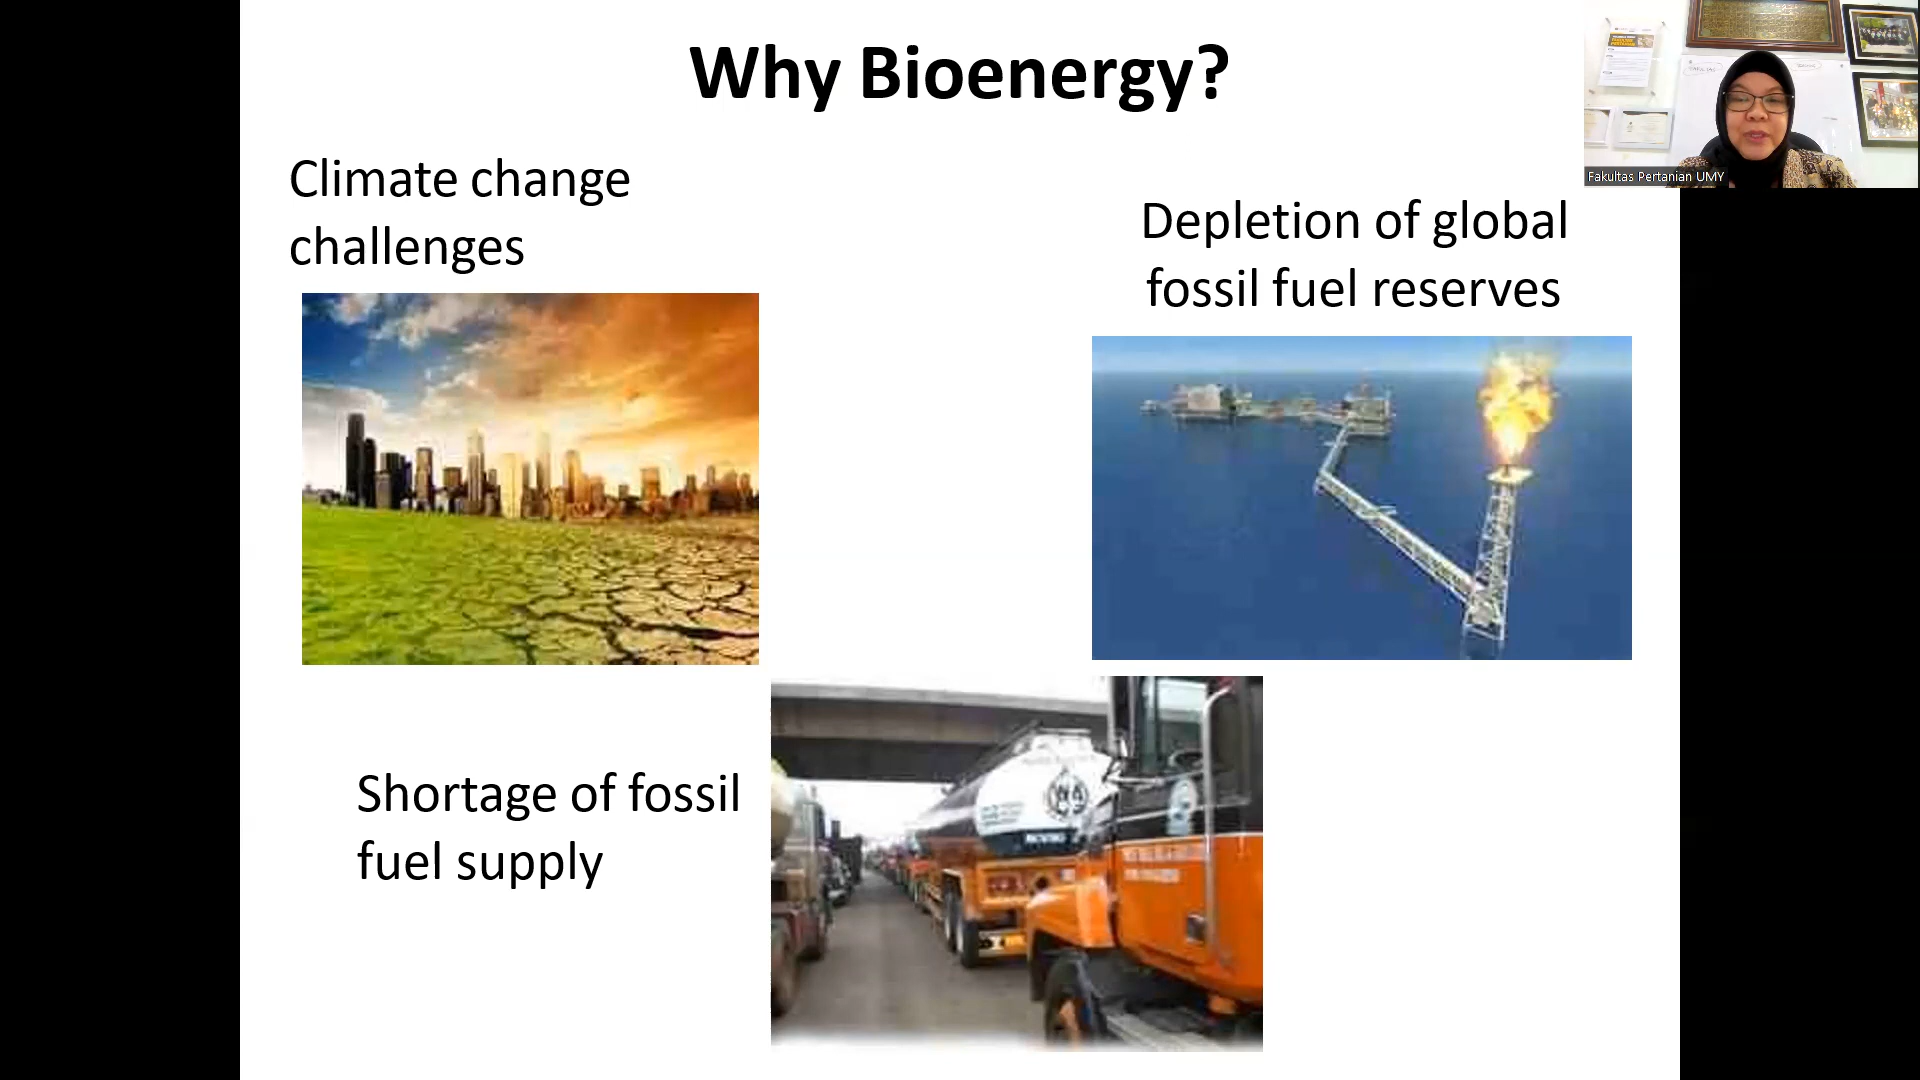 Why Bioenergy?
Climate change
challenges
Depletion of global
fossil fuel reserves
Shortage of fossil
fuel supply
Fakultas Pertanian UMY